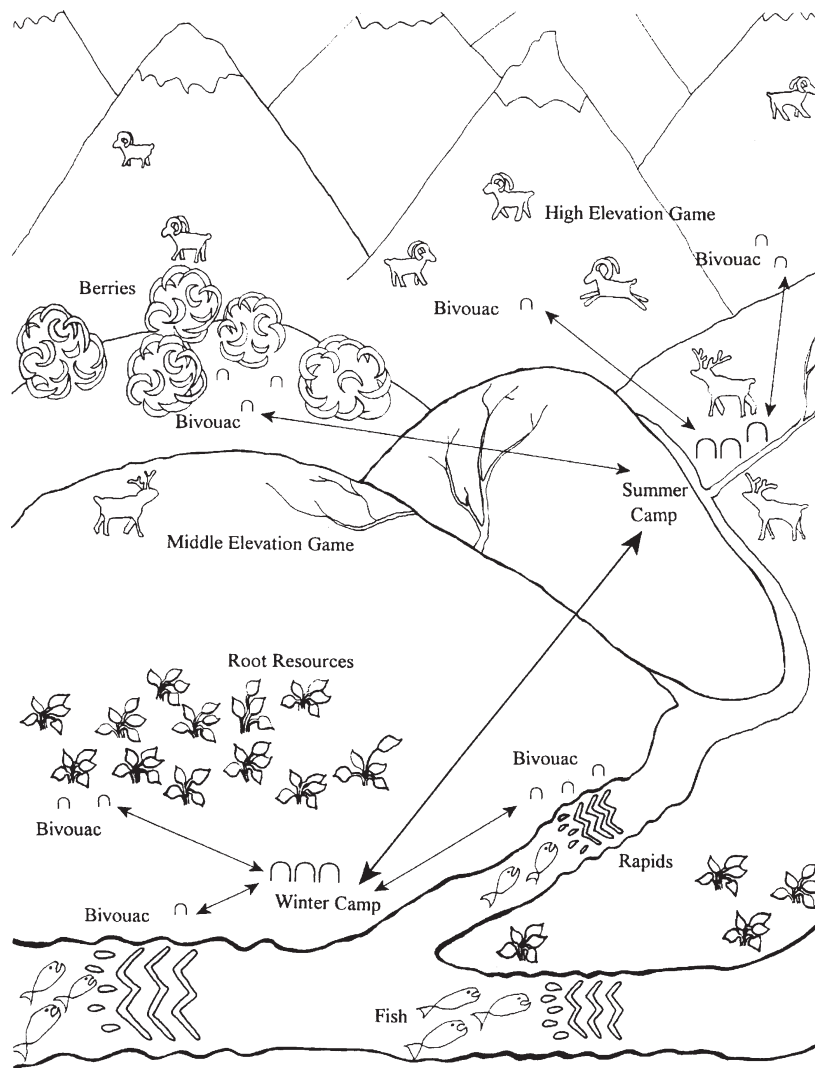 High Elevation Game
Bivouac
Berries
Bivouac
Bivouac
Summer
Camp
Middle Elevation Game
Root Resources
Bivouac
Bivouac
Rapids
Winter Camp
Bivouac
Fish